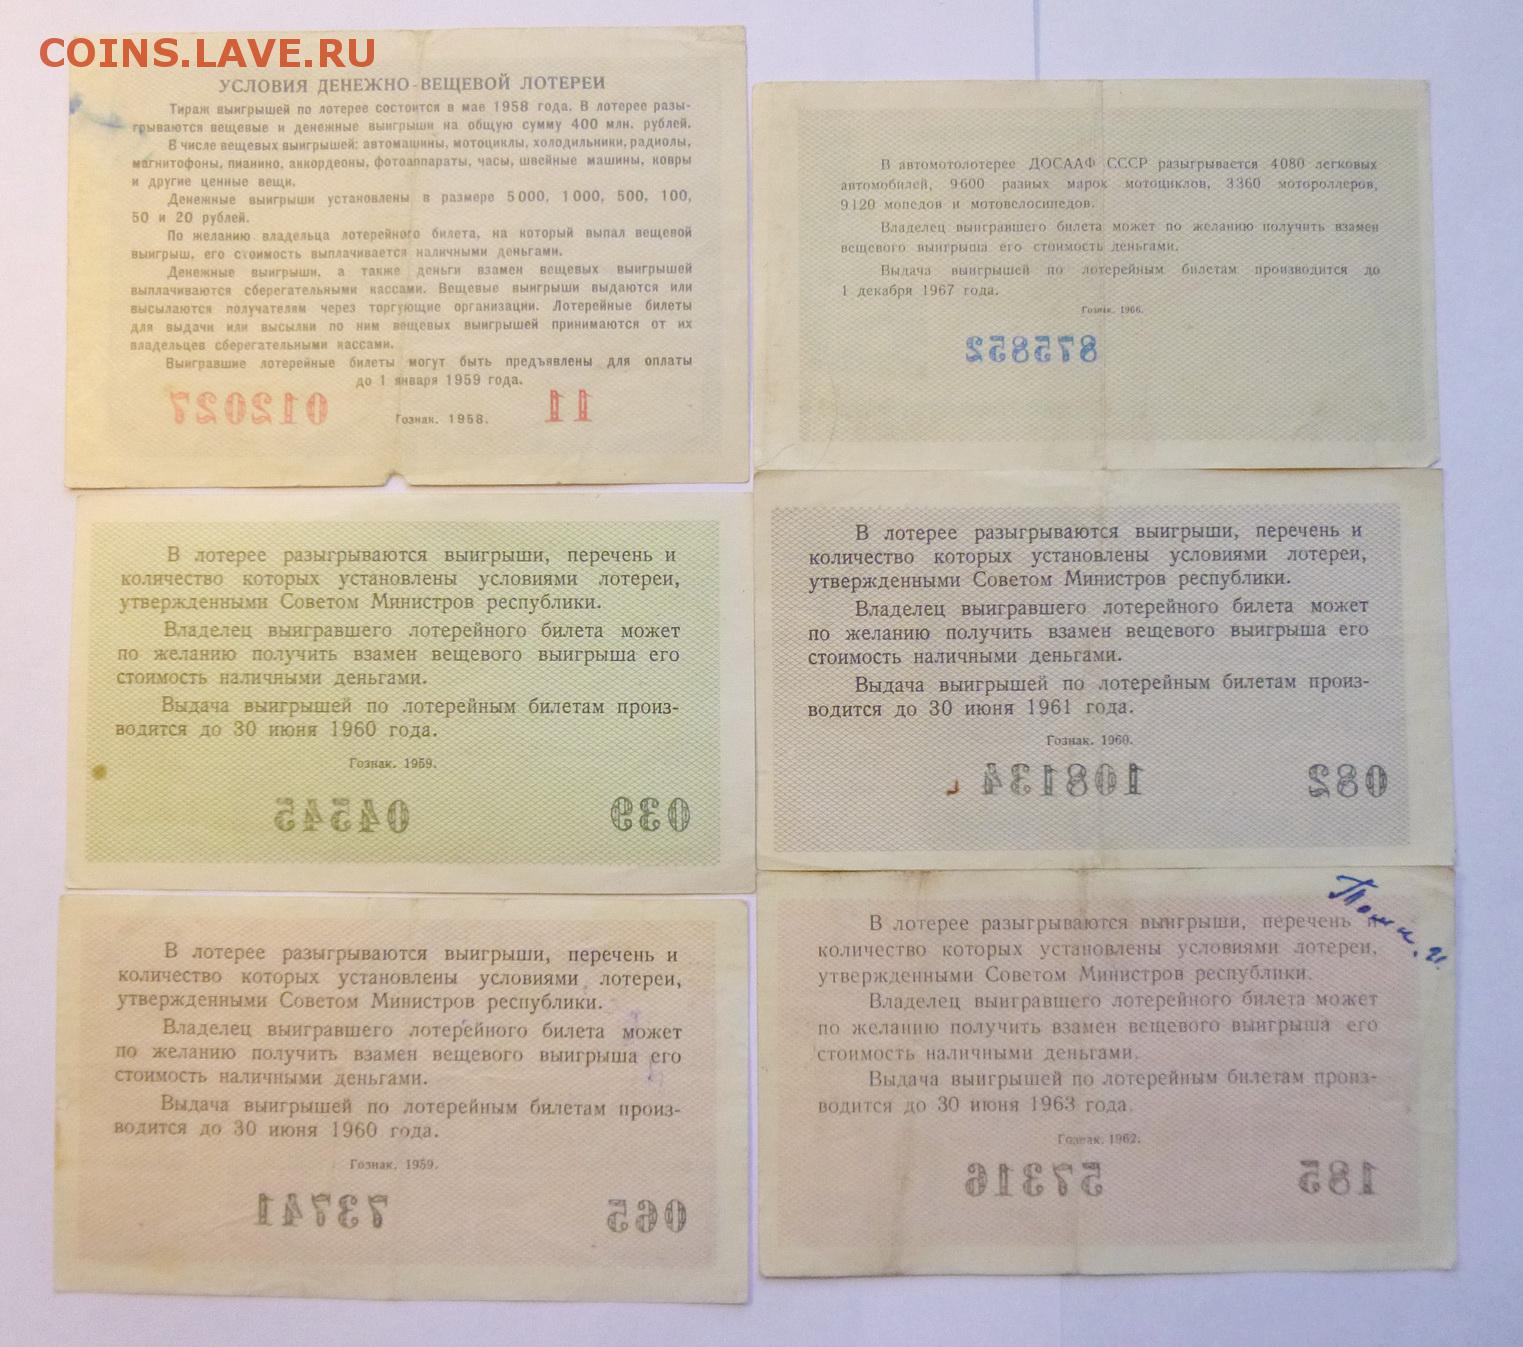 COINS.LAVE.RU
УСЛОВИЯ ДЕНЕЖНО-ВЕЩЕВОЙ ЛОТЕРЕИ
Тираж выигрышей по лотерее состоится в мае 1958 года. В лотерее разы-
грываются вещевые и денежные выигрыши на общую сумму 400 млн. рублей.
В числе вещевых выигрышей: автомашины, мотоциклы, холодильники, радиолы,
магнитофоны, пианино, аккордеоны, фотоаппараты, часы, швейные машины, ковры
и другие ценные вещи.
Денежные выигрыши установлены в размере 5 000, 1 000, 500, 100,
50 и 20 рублей.
По желанию владельца лотерейного билета, на который выпал вещевой
выигрыш, его стоимость выплачивается наличными деньгами.
Денежные выигрыши, а также деньги взамен вещевых выигрышей
выплачиваются сберегательными кассами. Вещевые выигрыши выдаются или
высылаются получателям через торгующие организации. Лотерейные билеты
для выдачи или высылки по ним вещевых выигрышей принимаются от их
владельцев сберегательными кассами.
Выигравшие лотерейные билеты могут быть предъявлены для оплаты
до 1 января 1959 года.
012027
Гознак. 1958.
11
В автомотолотерее ДОСААФ СССР разыгрывается 4080 легковых
автомобилей, 9600 разных марок мотоциклов, 3360 мотороллеров,
9120 мопедов и мотовелосипедов.
Владелец выигравшего билета может по желанию получить взамен
вещевого выигрыша его стоимость деньгами.
Выдача выигрышей по лотерейным билетам производится до
1 декабря 1967 года.
Гознак. 1966.
875852
В лотерее разыгрываются выигрыши, перечень и
количество которых установлены условиями лотереи,
утвержденными Советом Министров республики.
Владелец выигравшего лотерейного билета может
по желанию получить взамен вещевого выигрыша его
стоимость наличными деньгами.
Выдача выигрышей по лотерейным билетам произ-
водится до 30 июня 1960 года.
Гознак. 1959.
04545
039
В лотерее разыгрываются выигрыши, перечень и
количество которых установлены условиями лотереи,
утвержденными Советом Министров республики.
Владелец выигравшего лотерейного билета может
по желанию получить взамен вещевого выигрыша его
стоимость наличными деньгами.
Выдача выигрышей по лотерейным билетам произ-
водится до 30 июня 1961 года.
Гознак. 1960.
108134
082
В лотерее разыгрываются выигрыши, перечень и
количество которых установлены условиями лотереи,
утвержденными Советом Министров республики.
Владелец выигравшего лотерейного билета может
по желанию получить взамен вещевого выигрыша его
стоимость наличными деньгами.
Выдача выигрышей по лотерейным билетам произ-
водится до 30 июня 1960 года.
Гознак. 1959.
73741
065
В лотерее разыгрываются выигрыши, перечень и
количество которых установлены условиями лотереи,
утвержденными Советом Министров республики.
Владелец выигравшего лотерейного билета может
по желанию получить взамен вещевого выигрыша его
стоимость наличными деньгами.
Выдача выигрышей по лотерейным билетам произ-
водится до 30 июня 1963 года.
Гознак. 1962.
57316
185